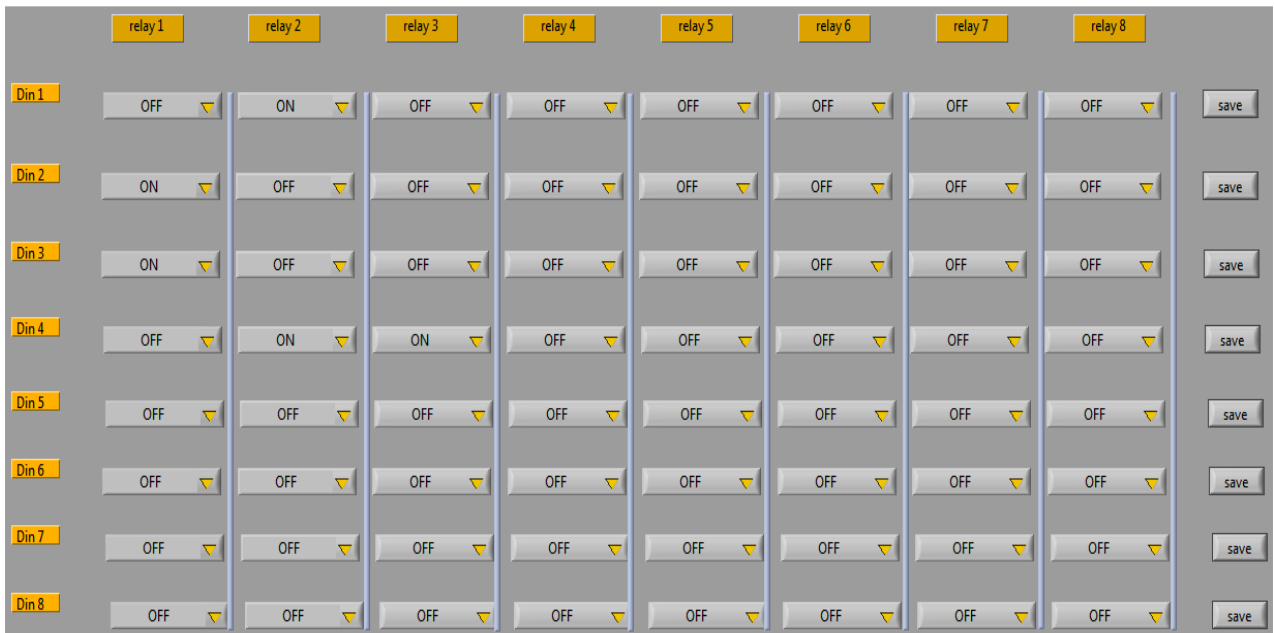 relay 1 relay 2 relay 3 relay 4 relay 5 relay 6 relay 7 relay 8
Din 1 OFF ON OFF OFF OFF OFF OFF OFF save
Din 2 ON OFF OFF OFF OFF OFF OFF OFF save
Din 3 ON OFF OFF OFF OFF OFF OFF OFF save
Din 4 OFF ON ON OFF OFF OFF OFF OFF save
Din 5 OFF OFF OFF OFF OFF OFF OFF OFF save
Din 6 OFF OFF OFF OFF OFF OFF OFF OFF save
Din 7 OFF OFF OFF OFF OFF OFF OFF OFF save
Din 8 OFF OFF OFF OFF OFF OFF OFF OFF save